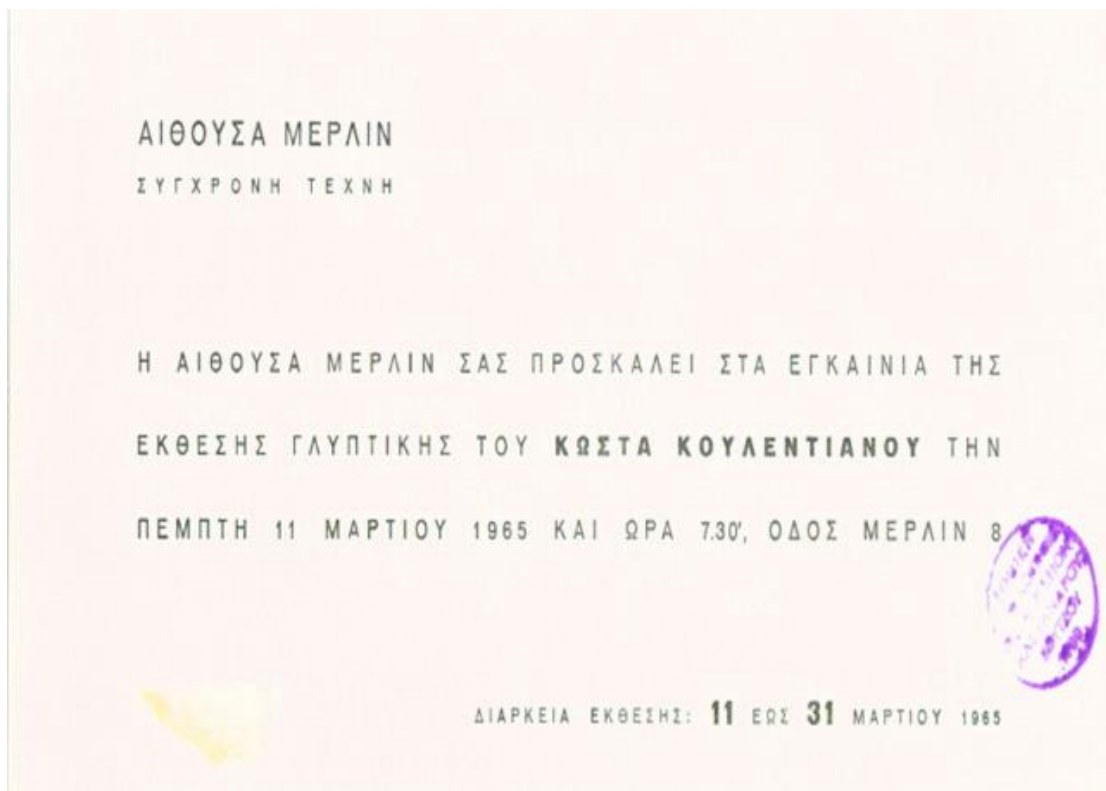 ΑΙΘΟΥΣΑ ΜΕΡΛΙΝ
ΣΥΓΧΡΟΝΗ ΤΕΧΝΗ
Η ΑΙΘΟΥΣΑ ΜΕΡΛΙΝ ΣΑΣ ΠΡΟΣΚΑΛΕΙ ΣΤΑ ΕΓΚΑΙΝΙΑ ΤΗΣ
ΕΚΘΕΣΗΣ ΓΛΥΠΤΙΚΗΣ ΤΟΥ ΚΩΣΤΑ ΚΟΥΛΕΝΤΙΑΝΟΥ ΤΗΝ
ΠΕΜΠΤΗ 11 ΜΑΡΤΙΟΥ 1965 ΚΑΙ ΩΡΑ 7.30', ΟΔΟΣ ΜΕΡΛΙΝ 8
ΔΙΑΡΚΕΙΑ ΕΚΘΕΣΗΣ: 11 ΕΩΣ 31 ΜΑΡΤΙΟΥ 1965